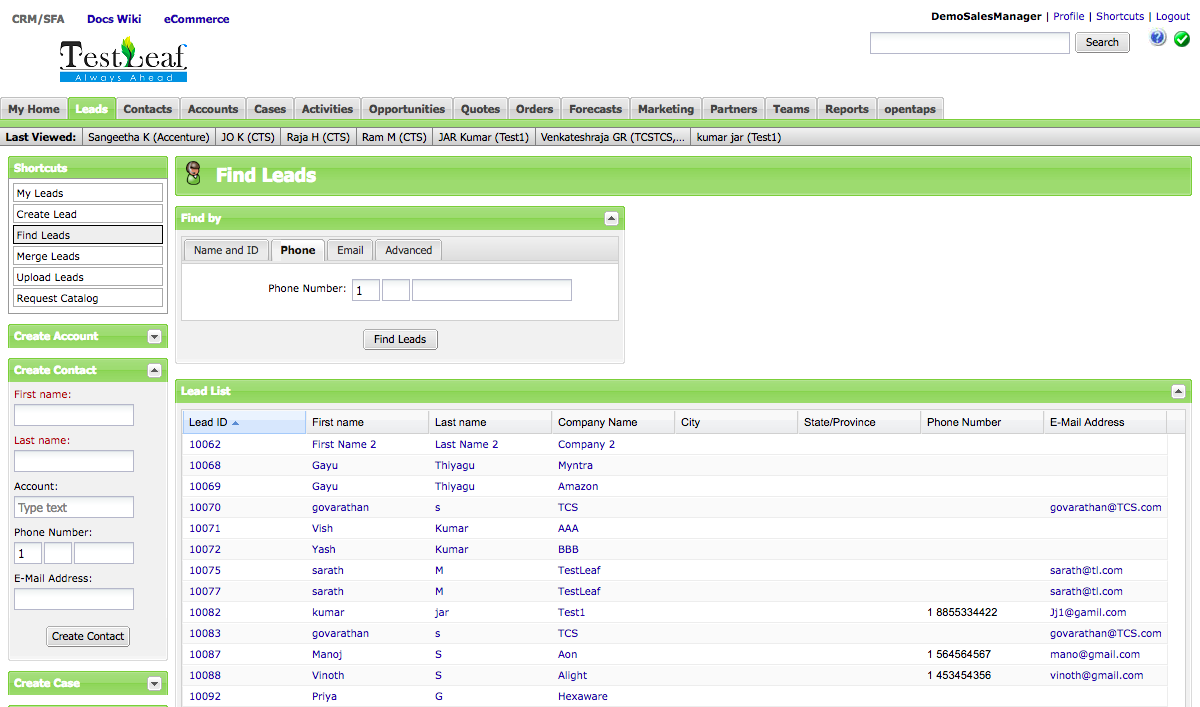 CRM/SFA Docs Wiki eCommerce
DemoSalesManager | Profile | Shortcuts | Logout
Search
TestLeaf
Always Ahead
My Home Leads Contacts Accounts Cases Activities Opportunities Quotes Orders Forecasts Marketing Partners Teams Reports opentaps
Last Viewed: Sangeetha K (Accenture) JO K (CTS) Raja H (CTS) Ram M (CTS) JAR Kumar (Test1) Venkateshraja GR (TCSTCS,... kumar jar (Test1)
Shortcuts
My Leads
Create Lead
Find Leads
Merge Leads
Upload Leads
Request Catalog
Create Account
Create Contact
First name:
Last name:
Account:
Type text
Phone Number:
1
E-Mail Address:
Create Contact
Create Case
Find Leads
Find by
Name and ID Phone Email Advanced
Phone Number: 1
Find Leads
Lead List
Lead ID First name Last name Company Name City State/Province Phone Number E-Mail Address
10062 First Name 2 Last Name 2 Company 2
10068 Gayu Thiyagu Myntra
10069 Gayu Thiyagu Amazon
10070 govarathan s TCS govarathan@TCS.com
10071 Vish Kumar AAA
10072 Yash Kumar BBB
10075 sarath M TestLeaf sarath@tl.com
10077 sarath M TestLeaf sarath@tl.com
10082 kumar jar Test1 1 8855334422 Jj1@gamil.com
10083 govarathan s TCS govarathan@TCS.com
10087 Manoj S Aon 1 564564567 mano@gmail.com
10088 Vinoth S Alight 1 453454356 vinoth@gmail.com
10092 Priya G Hexaware